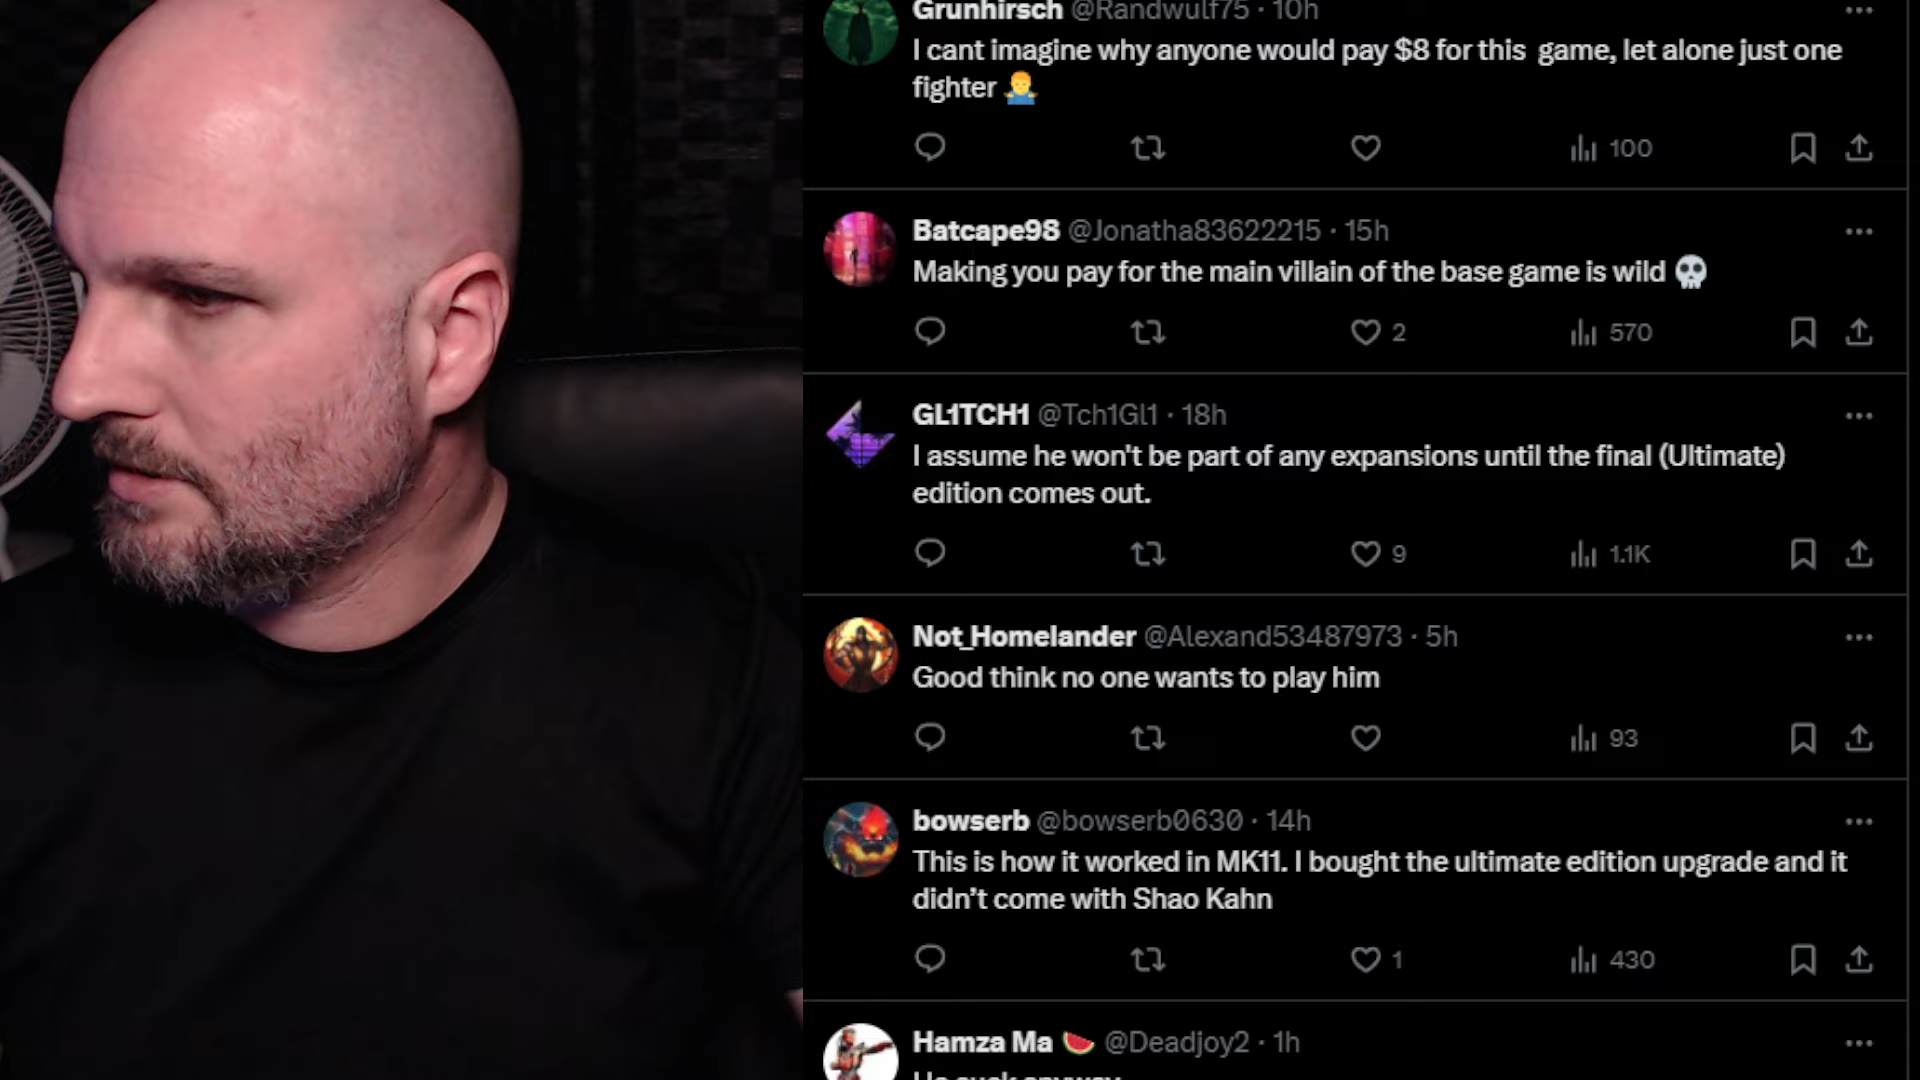 Grunhirsch @Randwulf75 · 10h
I cant imagine why anyone would pay $8 for this game, let alone just one
fighter 🤷‍♂️
100
Batcape98 @Jonatha83622215 · 15h
Making you pay for the main villain of the base game is wild 💀
2 570
GL1TCH1 @Tch1Gl1 · 18h
I assume he won't be part of any expansions until the final (Ultimate)
edition comes out.
9 1.1K
Not_Homelander @Alexand53487973 · 5h
Good think no one wants to play him
93
bowserb @bowserb0630 · 14h
This is how it worked in MK11. I bought the ultimate edition upgrade and it
didn't come with Shao Kahn
1 430
Hamza Ma 🍉 @Deadjoy2 · 1h
suck anyway